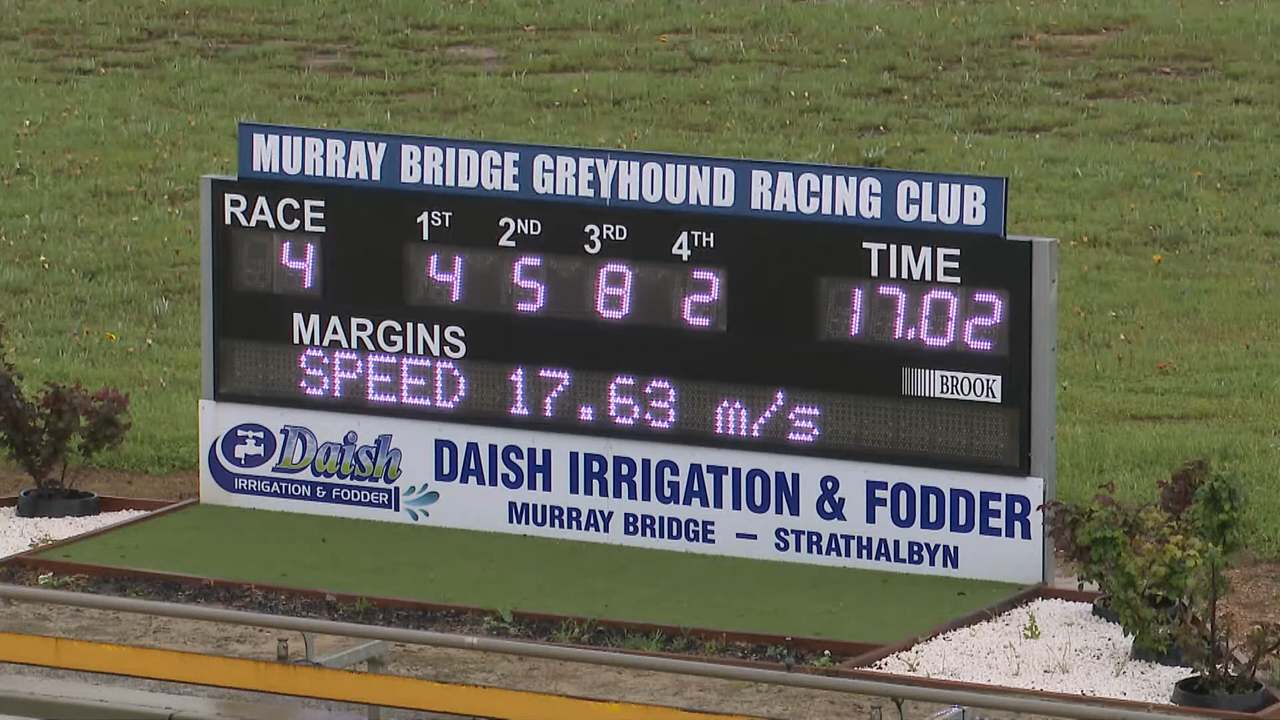 MURRAY BRIDGE GREYHOUND RACING CLUB
RACE 1ST 2ND 3RD 4TH TIME
4 4 5 8 2 17.02
MARGINS
BROOK
SPEED 17.63 m/s
Daish
IRRIGATION & FODDER
DAISH IRRIGATION & FODDER
MURRAY BRIDGE – STRATHALBYN